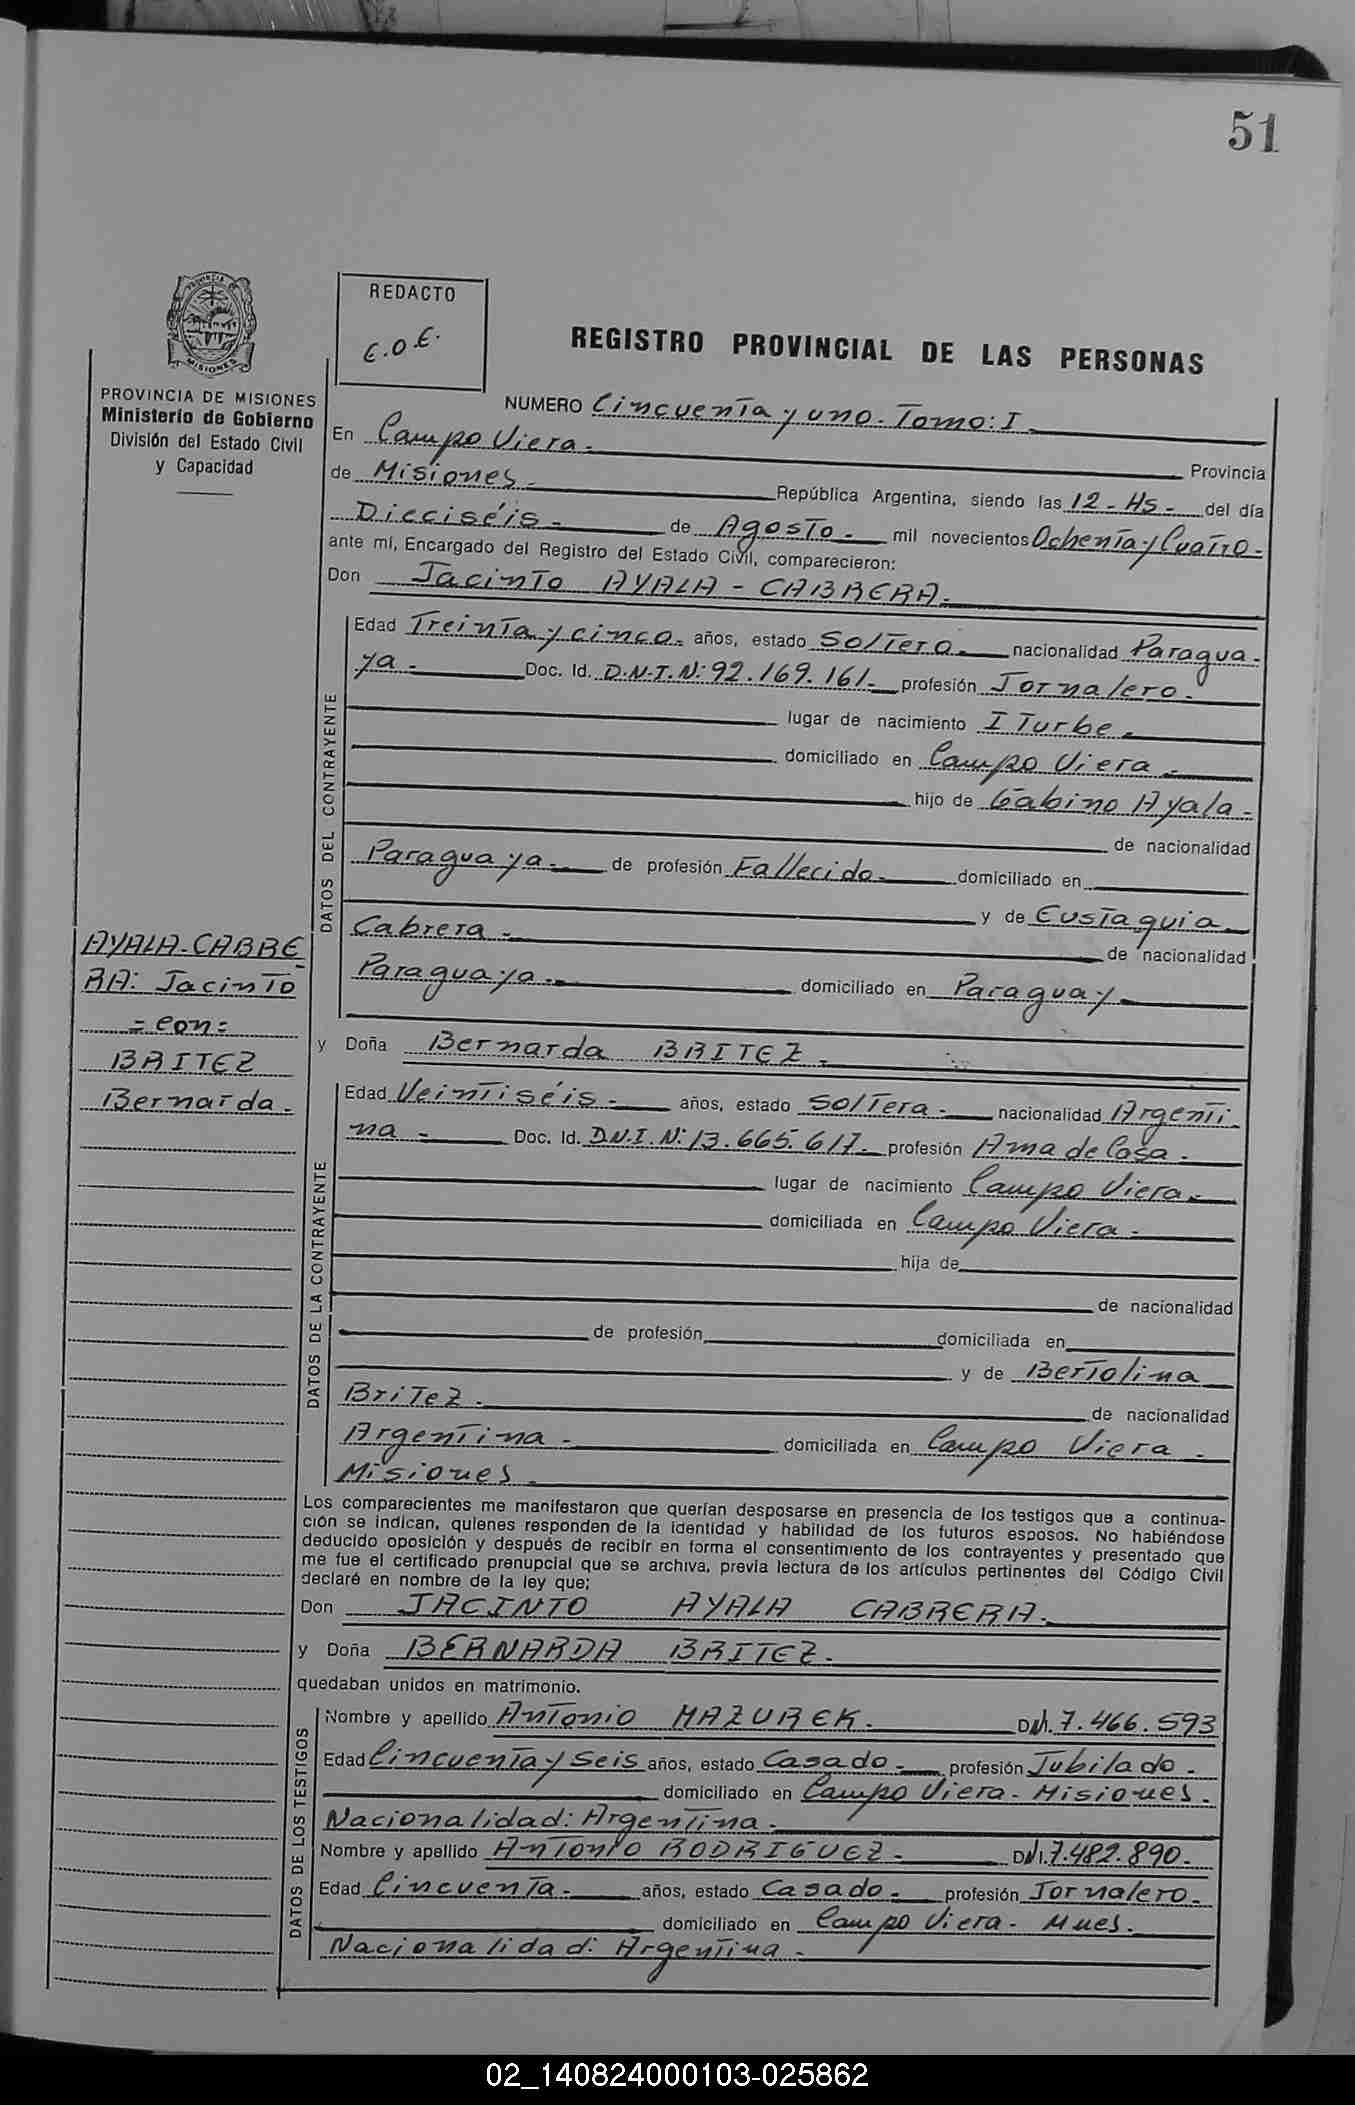 51
REDACTO
E.O.E.
REGISTRO PROVINCIAL DE LAS PERSONAS
PROVINCIA DE MISIONES
Ministerio de Gobierno
División del Estado Civil
y Capacidad
NUMERO Cincuenta y uno. Tomo: I
En Campo Viera. Provincia
de Misiones. República Argentina, siendo las 12 - Hs - del día
Dieciséis - de Agosto - mil novecientos Ochenta y Cuatro -
ante mí, Encargado del Registro del Estado Civil, comparecieron:
Don Jacinto AYALA - CABRERA.
DATOS DEL CONTRAYENTE
Edad Treinta y cinco - años, estado Soltero - nacionalidad Paragua-
ya - Doc. Id. D.N.I. N: 92.169.161 - profesión Jornalero -
lugar de nacimiento ITurbe -
domiciliado en Campo Viera -
hijo de Gabino Ayala -
de nacionalidad
Paraguaya - de profesión Fallecido - domiciliado en
y de Eustaquia
Cabrera - de nacionalidad
Paraguaya - domiciliado en Paraguay
AYALA-CABRE
RA: Jacinto
= con =
BRITEZ
Bernarda -
y Doña Bernarda BRITEZ -
DATOS DE LA CONTRAYENTE
Edad Veintiséis - años, estado Soltera - nacionalidad Argenti
na - Doc. Id. D.N.I. N: 13.665.617 - profesión Ama de Casa -
lugar de nacimiento Campo Viera -
domiciliada en Campo Viera -
hija de
de nacionalidad
de profesión domiciliada en
y de Bertolina
Britez - de nacionalidad
Argentina - domiciliada en Campo Viera -
Misiones -
Los comparecientes me manifestaron que querían desposarse en presencia de los testigos que a continua-
ción se indican, quienes responden de la identidad y habilidad de los futuros esposos. No habiéndose
deducido oposición y después de recibir en forma el consentimiento de los contrayentes y presentado que
me fue el certificado prenupcial que se archiva, previa lectura de los artículos pertinentes del Código Civil
declaré en nombre de la ley que;
Don JACINTO AYALA CABRERA.
y Doña BERNARDA BRITEZ -
quedaban unidos en matrimonio.
DATOS DE LOS TESTIGOS
Nombre y apellido Antonio MAZUREK. DNI. 7.466.593
Edad Cincuenta y Seis años, estado Casado - profesión Jubilado -
domiciliado en Campo Viera - Misiones -
Nacionalidad: Argentina -
Nombre y apellido Antonio RODRIGUEZ - DNI. 7.482.890 -
Edad Cincuenta - años, estado Casado - profesión Jornalero -
domiciliado en Campo Viera - Mnes.
Nacionalidad: Argentina -
02_140824000103-025862